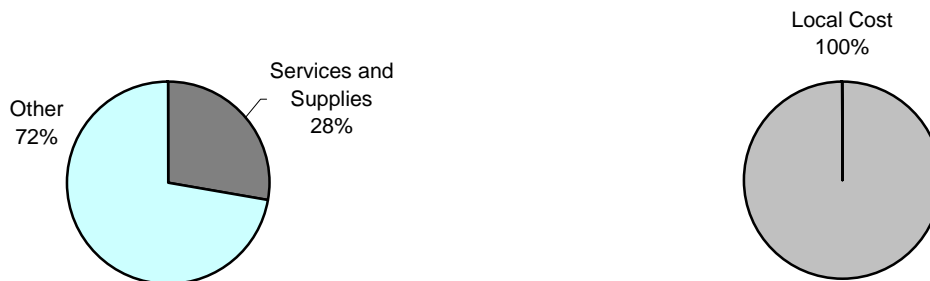 Other
72%
Services and
Supplies
28%
Local Cost
100%